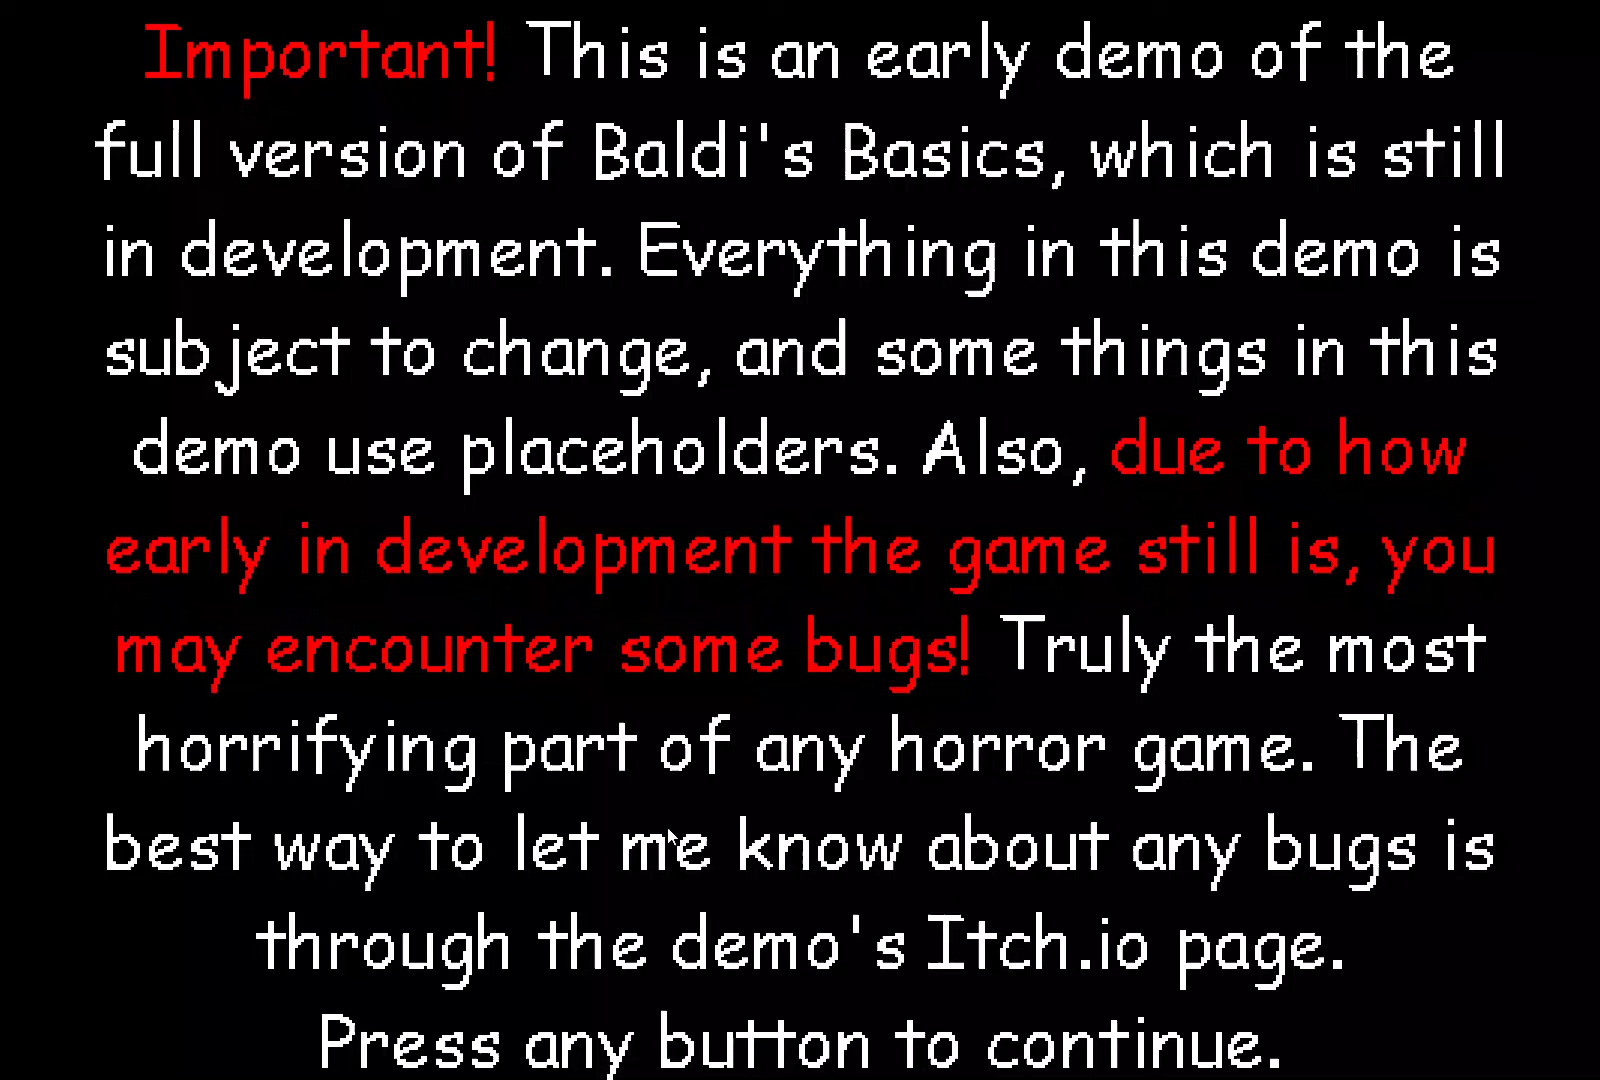 Important! This is an early demo of the
full version of Baldi's Basics, which is still
in development. Everything in this demo is
subject to change, and some things in this
demo use placeholders. Also, due to how
early in development the game still is, you
may encounter some bugs! Truly the most
horrifying part of any horror game. The
best way to let me know about any bugs is
through the demo's Itch.io page.
Press any button to continue.